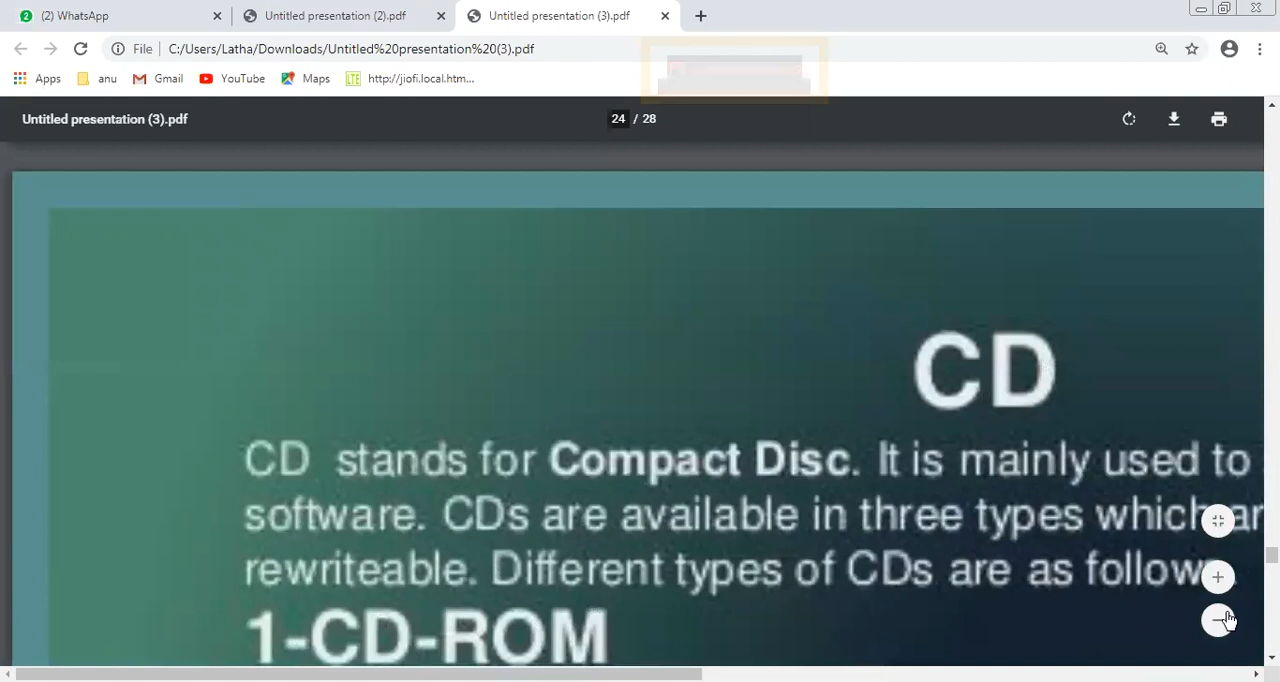 (2) WhatsApp
Untitled presentation (2).pdf
Untitled presentation (3).pdf
File
C:/Users/Latha/Downloads/Untitled%20presentation%20(3).pdf
Apps
anu
Gmail
YouTube
Maps
LTE
http://jiofi.local.htm...
Untitled presentation (3).pdf
24 / 28
CD
CD stands for Compact Disc. It is mainly used to
software. CDs are available in three types which ar
rewriteable. Different types of CDs are as follow
1-CD-ROM